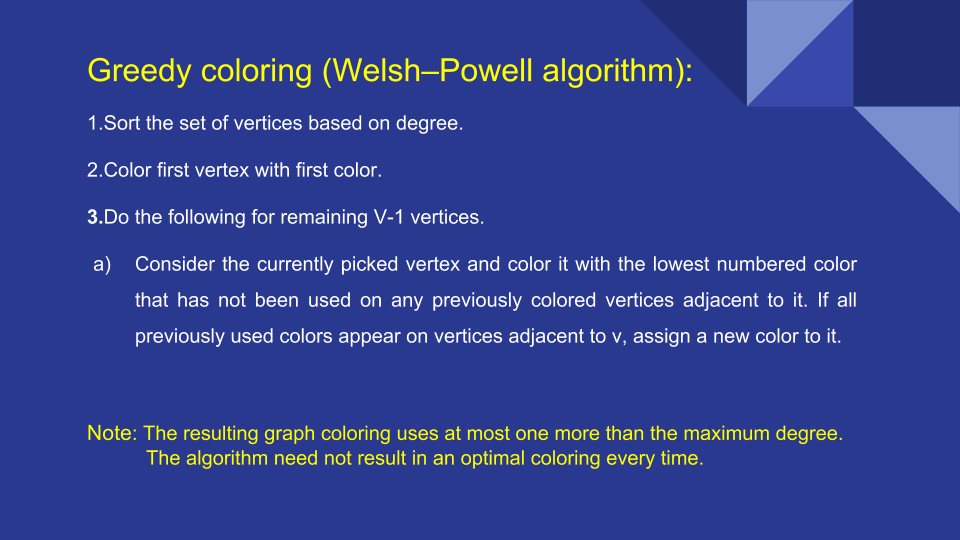 Greedy coloring (Welsh–Powell algorithm):
1.Sort the set of vertices based on degree.
2.Color first vertex with first color.
3.Do the following for remaining V-1 vertices.
a) Consider the currently picked vertex and color it with the lowest numbered color
that has not been used on any previously colored vertices adjacent to it. If all
previously used colors appear on vertices adjacent to v, assign a new color to it.
Note: The resulting graph coloring uses at most one more than the maximum degree.
The algorithm need not result in an optimal coloring every time.